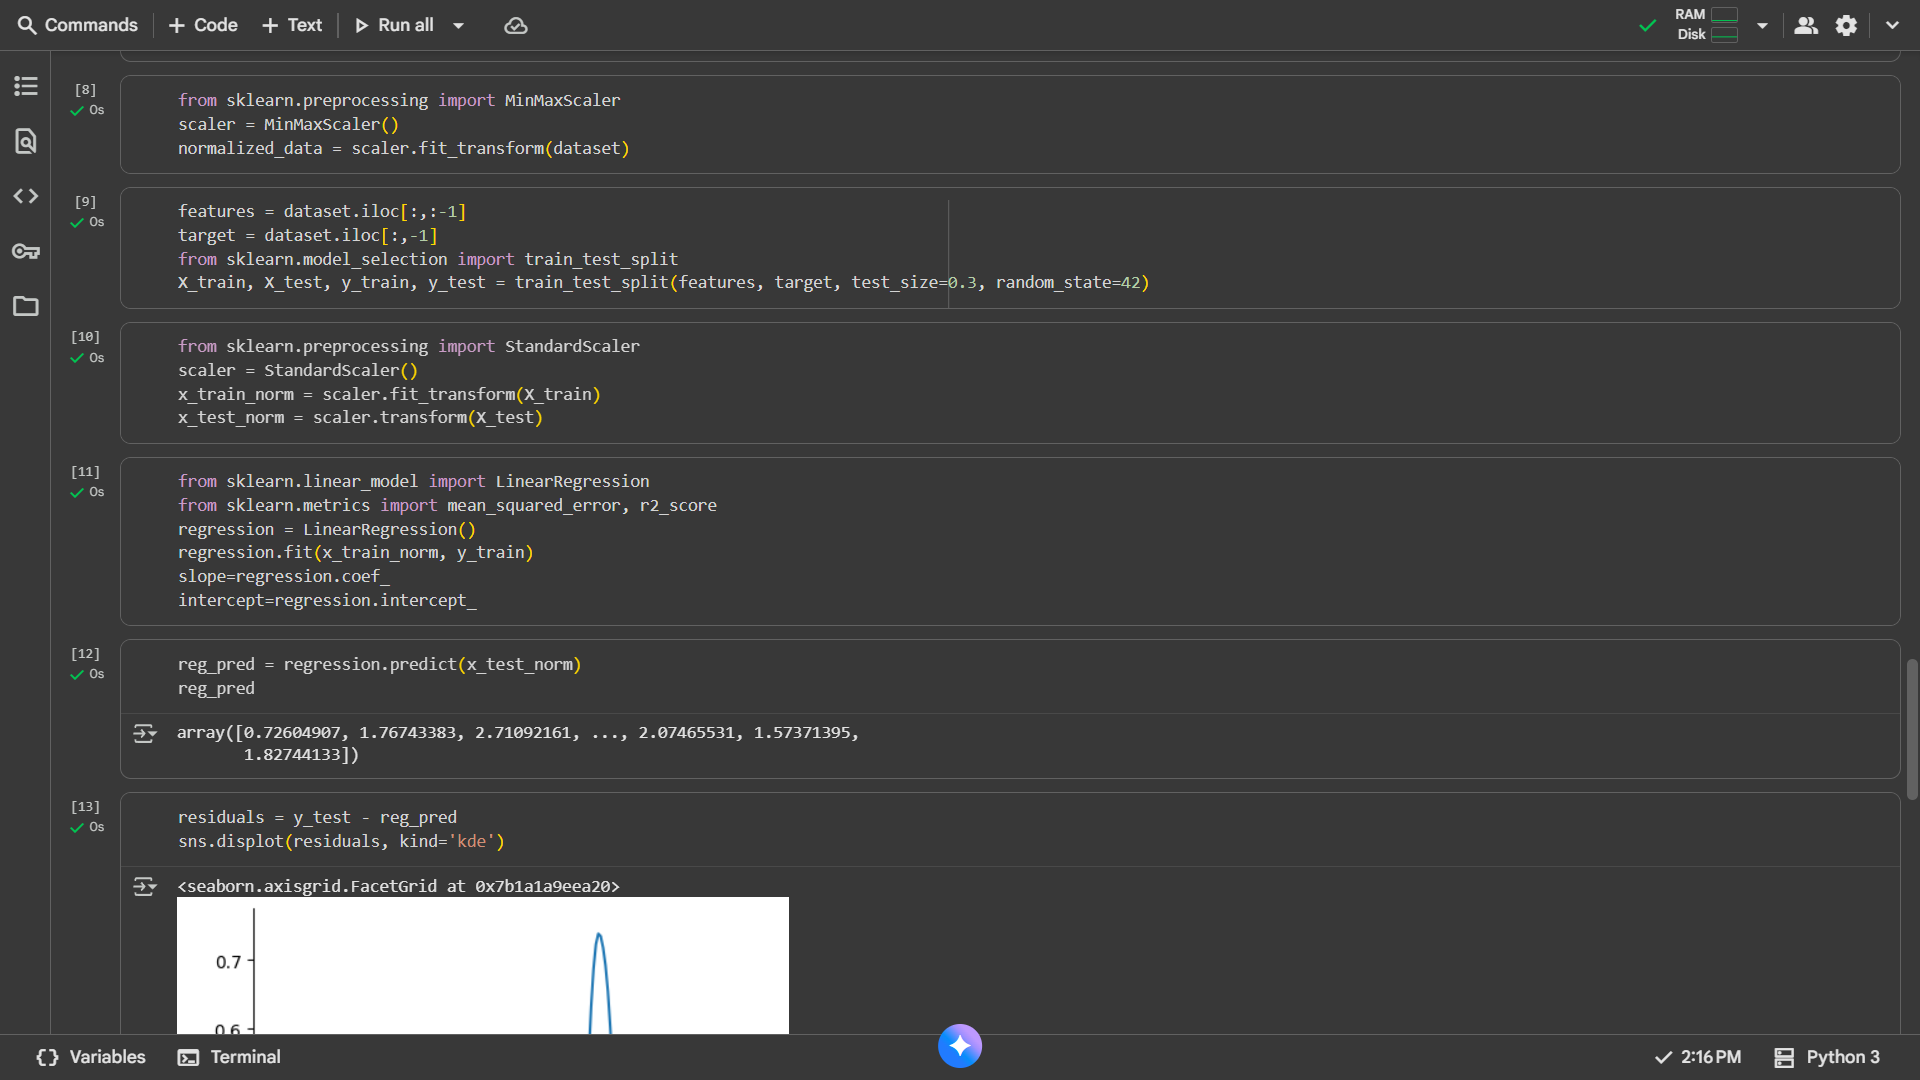 Commands + Code + Text Run all
RAM
Disk
[8]
0s
from sklearn.preprocessing import MinMaxScaler
scaler = MinMaxScaler()
normalized_data = scaler.fit_transform(dataset)
[9]
0s
features = dataset.iloc[:,:-1]
target = dataset.iloc[:,-1]
from sklearn.model_selection import train_test_split
X_train, X_test, y_train, y_test = train_test_split(features, target, test_size=0.3, random_state=42)
[10]
0s
from sklearn.preprocessing import StandardScaler
scaler = StandardScaler()
x_train_norm = scaler.fit_transform(X_train)
x_test_norm = scaler.transform(X_test)
[11]
0s
from sklearn.linear_model import LinearRegression
from sklearn.metrics import mean_squared_error, r2_score
regression = LinearRegression()
regression.fit(x_train_norm, y_train)
slope=regression.coef_
intercept=regression.intercept_
[12]
0s
reg_pred = regression.predict(x_test_norm)
reg_pred
array([0.72604907, 1.76743383, 2.71092161, ..., 2.07465531, 1.57371395,
1.82744133])
[13]
0s
residuals = y_test - reg_pred
sns.displot(residuals, kind='kde')
<seaborn.axisgrid.FacetGrid at 0x7b1a1a9eea20>
0.7
0.6
{} Variables Terminal 2:16 PM Python 3